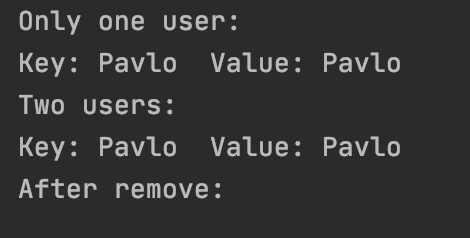 Only one user:
Key: Pavlo  Value: Pavlo
Two users:
Key: Pavlo  Value: Pavlo
After remove: